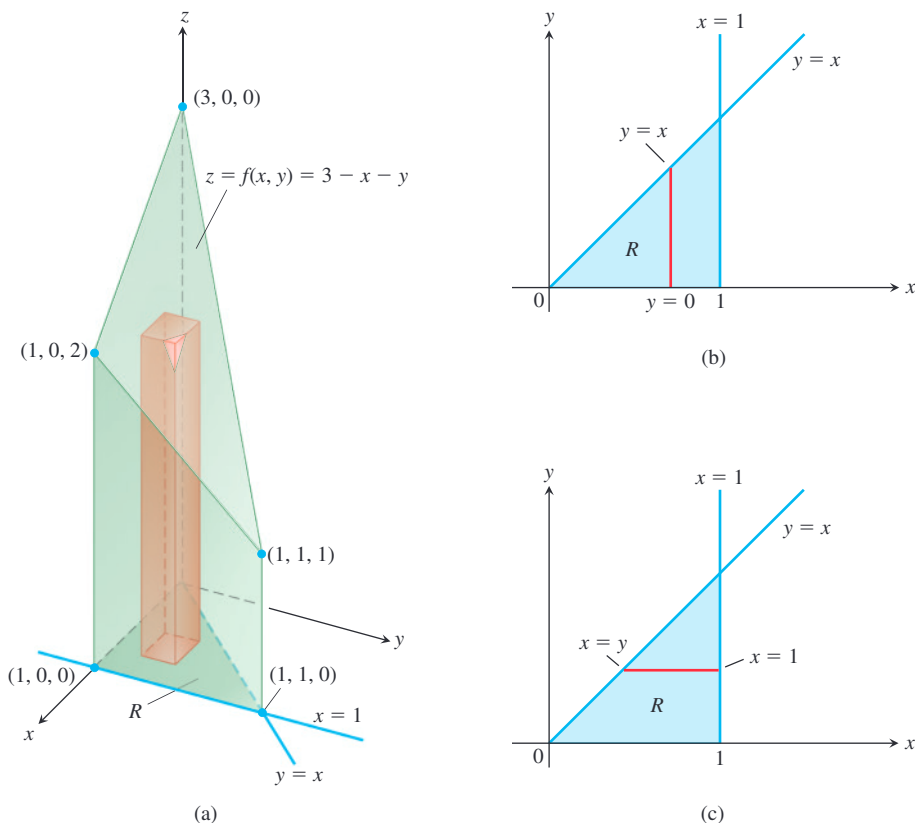 z
(3, 0, 0)
z = f(x, y) = 3 − x − y
(1, 0, 2)
(1, 1, 1)
y
(1, 0, 0)
(1, 1, 0)
x
R
x = 1
y = x
(a)
y
x = 1
y = x
y = x
R
0
y = 0
1
x
(b)
y
x = 1
y = x
x = y
x = 1
R
0
1
x
(c)